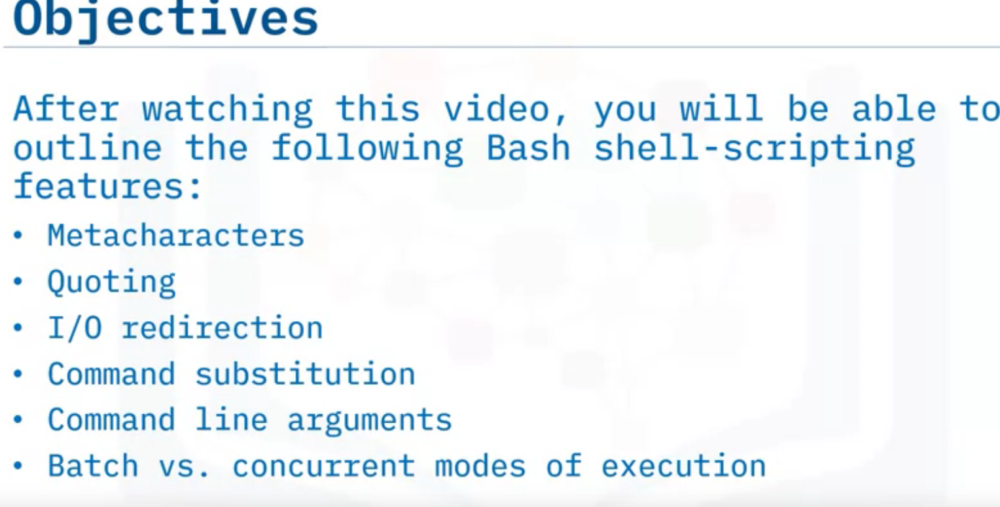 Objectives
After watching this video, you will be able to
outline the following Bash shell-scripting
features:
• Metacharacters
• Quoting
• I/O redirection
• Command substitution
• Command line arguments
• Batch vs. concurrent modes of execution